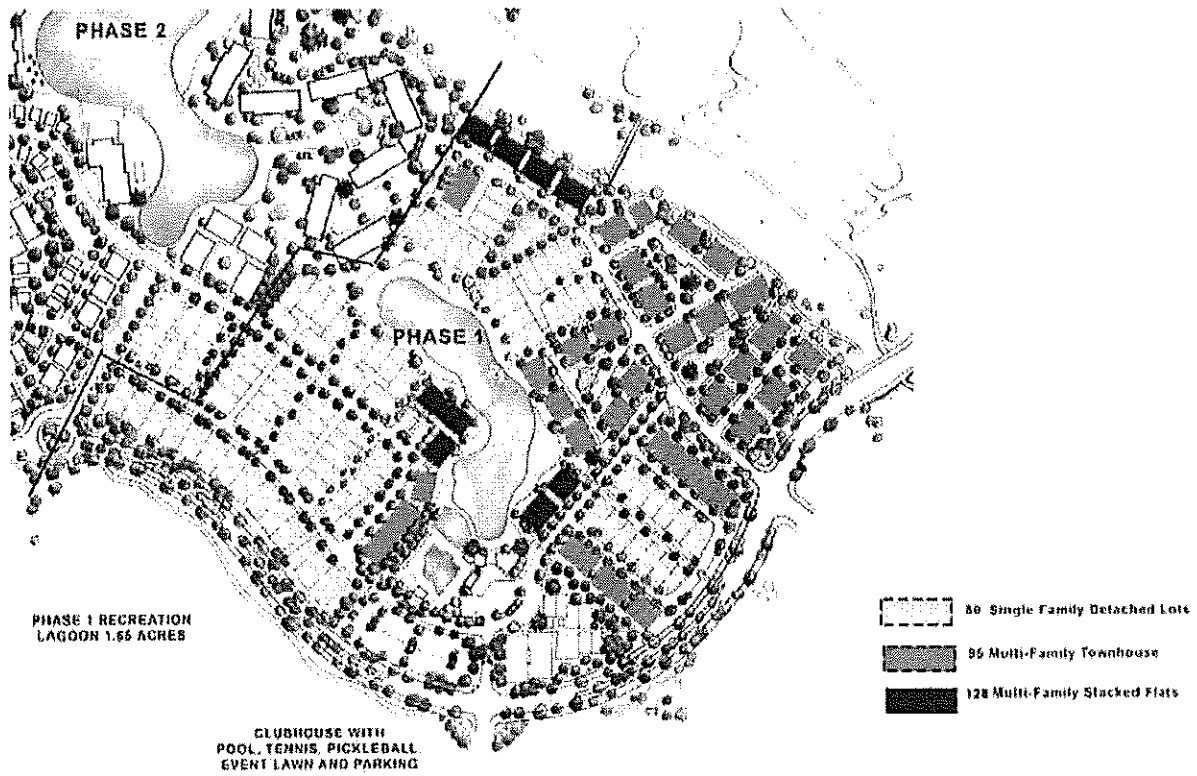 PHASE 2
PHASE 1
PHASE 1 RECREATION
LAGOON 1.65 ACRES
Single Family Detached Lots
Multi-Family Townhouse
128 Multi-Family Stacked Flats
CLUBHOUSE WITH
POOL, TENNIS, PICKLEBALL
EVENT LAWN AND PARKING